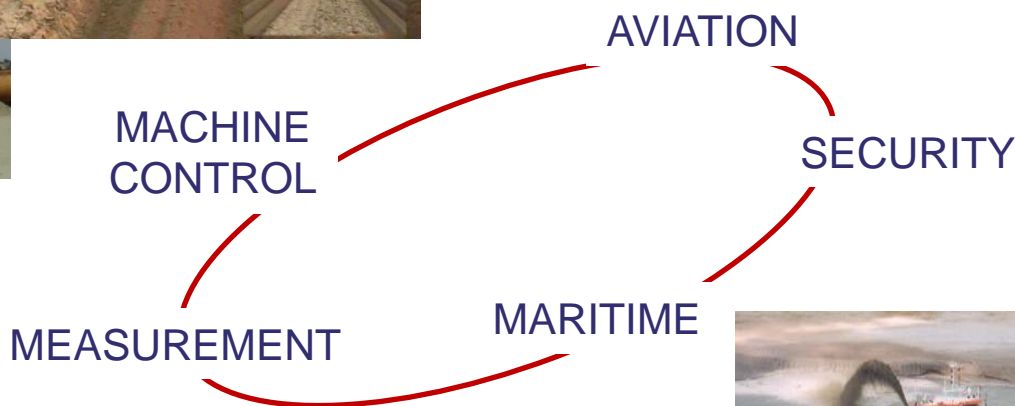 AVIATION
MACHINE
CONTROL
SECURITY
MARITIME
MEASUREMENT